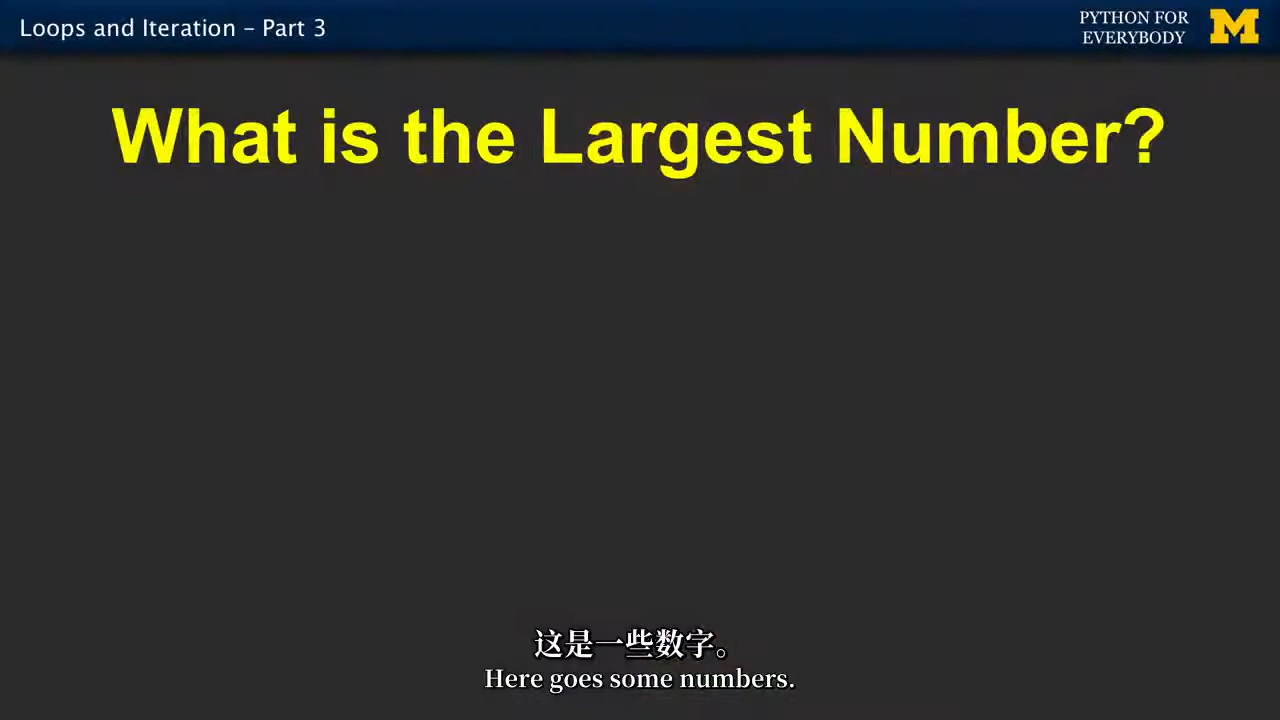 Loops and Iteration – Part 3
PYTHON FOR
EVERYBODY
What is the Largest Number?
这是一些数字。
Here goes some numbers.